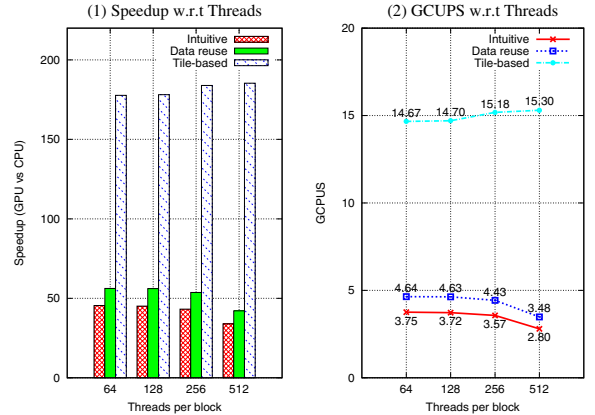 (1) Speedup w.r.t Threads
Intuitive
Data reuse
Tile-based
200
150
100
50
0
Speedup (GPU vs CPU)
64 128 256 512
Threads per block
(2) GCUPS w.r.t Threads
Intuitive
Data reuse
Tile-based
20
15
10
5
0
GCPUS
14.67 14.70 15.18 15.30
4.64 4.63 4.43 3.48
3.75 3.72 3.57 2.80
64 128 256 512
Threads per block